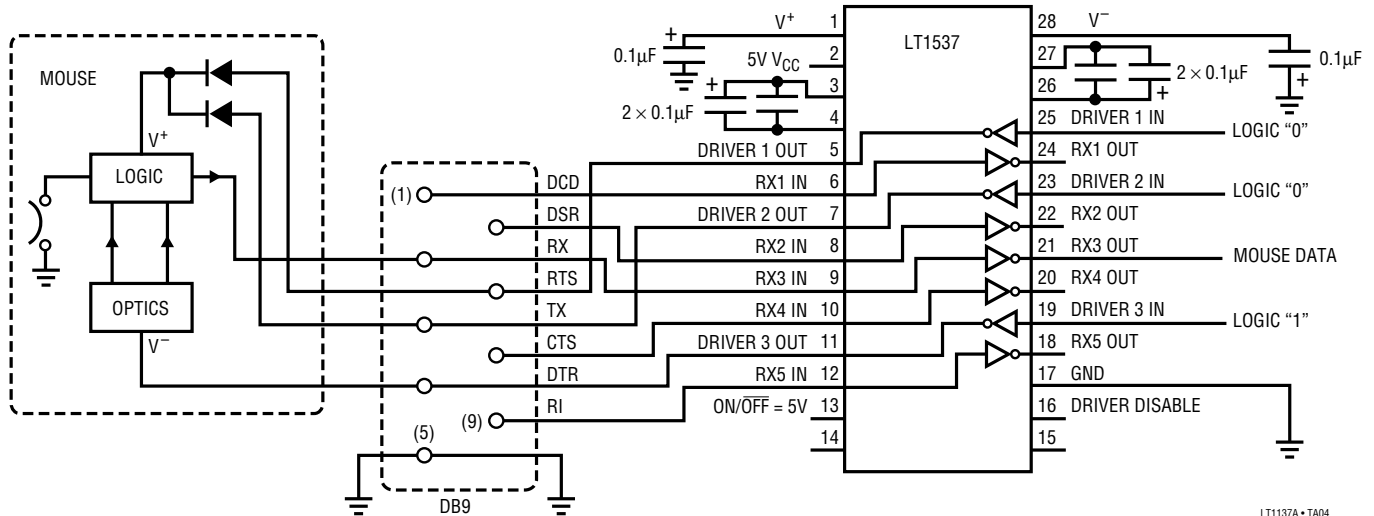 MOUSE
V+
LOGIC
OPTICS
V−
(1)
DCD
DSR
RX
RTS
TX
CTS
DTR
RI
(9)
(5)
DB9
LT1537
V+ 1
0.1µF
+
5V VCC 2
3
+
2 × 0.1µF
4
DRIVER 1 OUT 5
RX1 IN 6
DRIVER 2 OUT 7
RX2 IN 8
RX3 IN 9
RX4 IN 10
DRIVER 3 OUT 11
RX5 IN 12
ON/O̅F̅F̅ = 5V 13
14
28 V−
27
26
2 × 0.1µF
+
0.1µF
+
25 DRIVER 1 IN LOGIC “0”
24 RX1 OUT
23 DRIVER 2 IN LOGIC “0”
22 RX2 OUT
21 RX3 OUT MOUSE DATA
20 RX4 OUT
19 DRIVER 3 IN LOGIC “1”
18 RX5 OUT
17 GND
16 DRIVER DISABLE
15
LT1137A • TA04